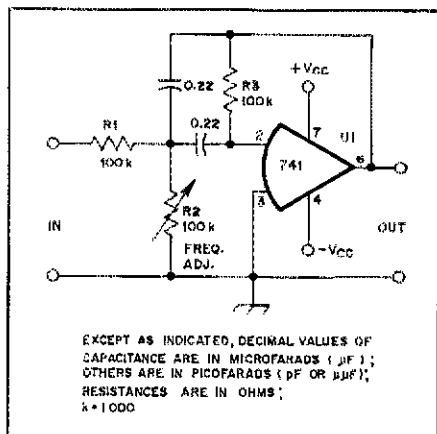 0.22
R3
100k
+Vcc
R1
100k
0.22
2
7
U1
741
6
3
4
R2
100k
FREQ.
ADJ.
IN
-Vcc
OUT
EXCEPT AS INDICATED, DECIMAL VALUES OF
CAPACITANCE ARE IN MICROFARADS ( µF ) ;
OTHERS ARE IN PICOFARADS ( pF OR µµF);
RESISTANCES ARE IN OHMS;
k=1000